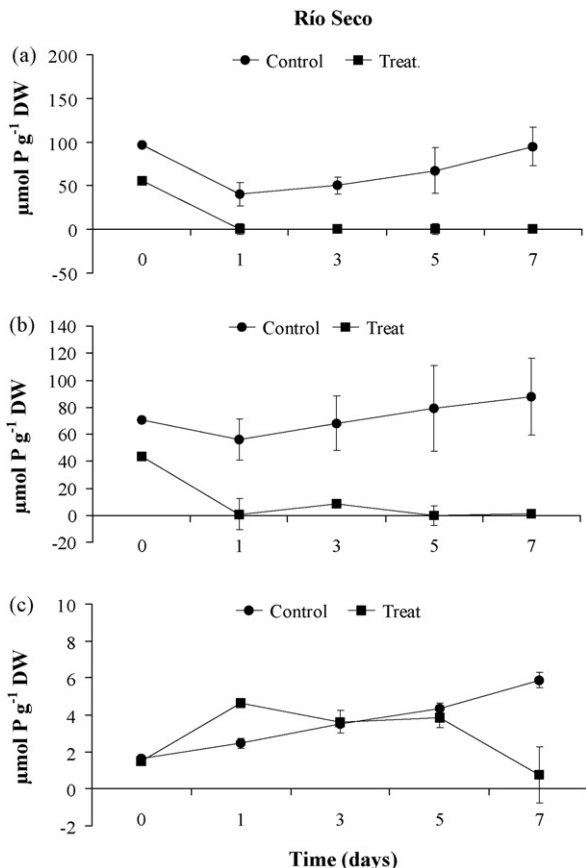 Río Seco
(a)
µmol P g⁻¹ DW
Control
Treat.
200
150
100
50
0
-50
0 1 3 5 7
(b)
µmol P g⁻¹ DW
Control
Treat
140
120
100
80
60
40
20
0
-20
0 1 3 5 7
(c)
µmol P g⁻¹ DW
Control
Treat
10
8
6
4
2
0
-2
0 1 3 5 7
Time (days)